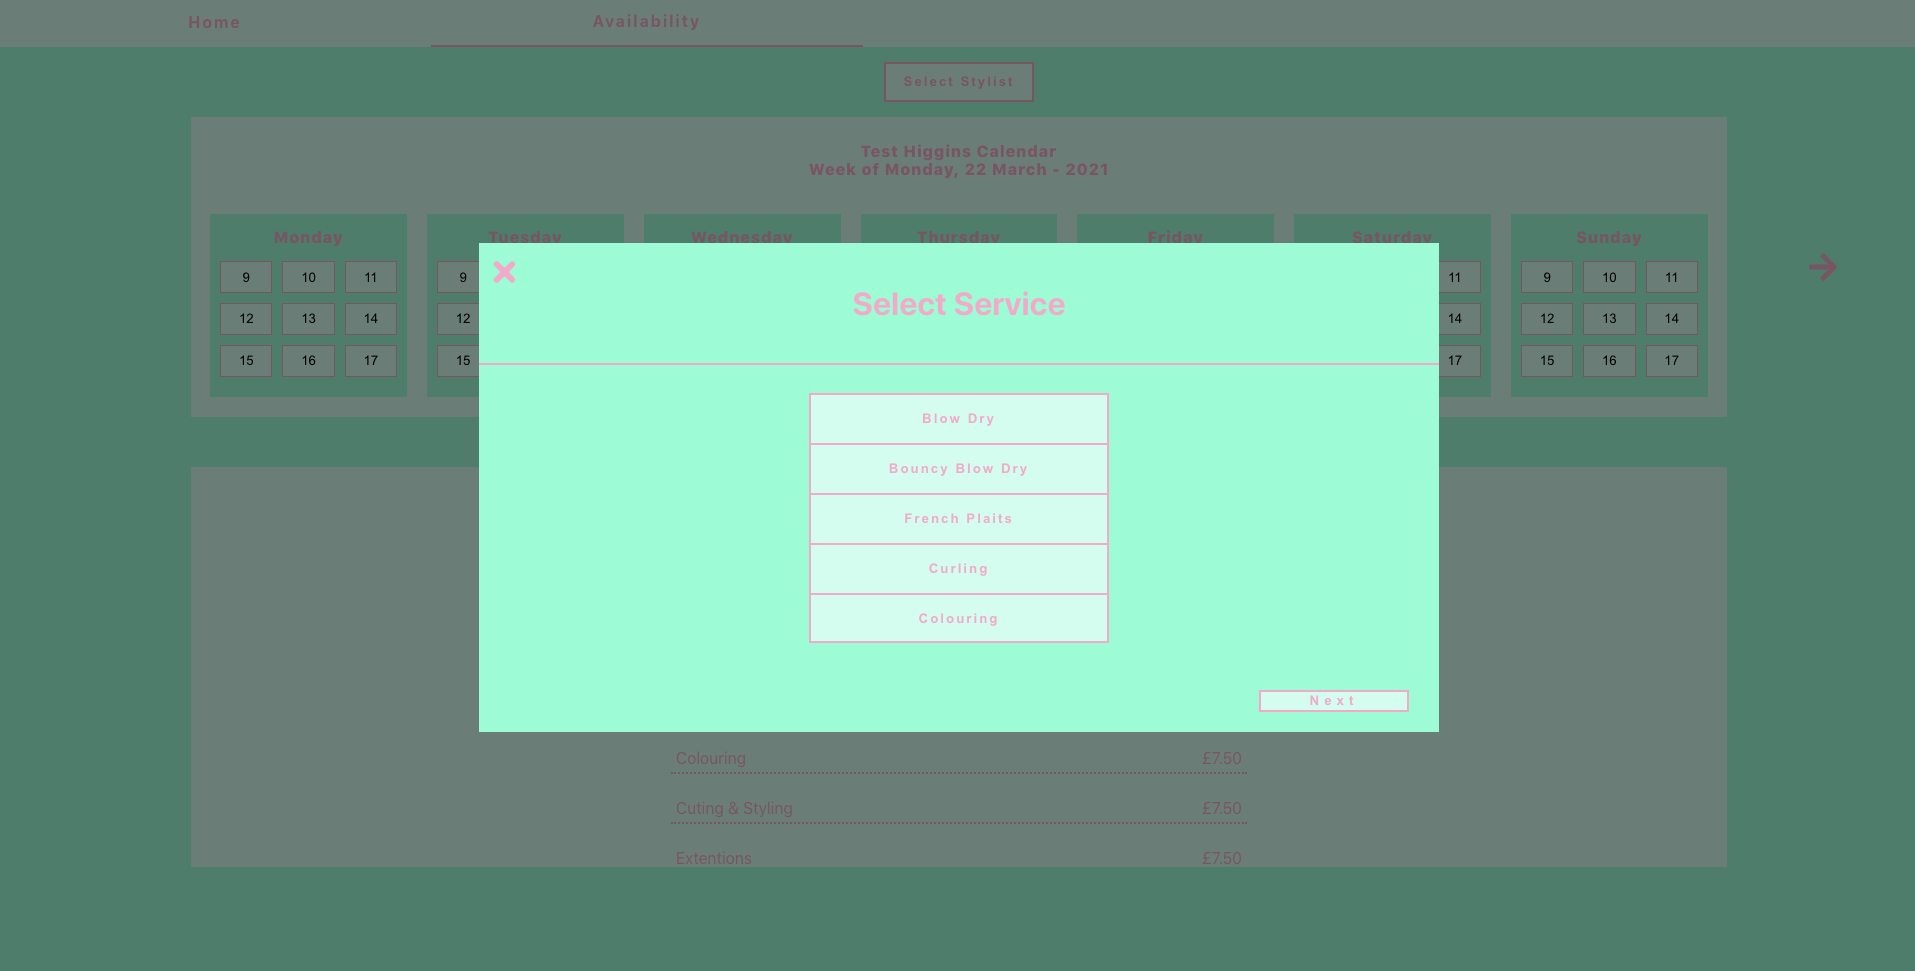 Home
Availability
Select Stylist
Test Higgins Calendar
Week of Monday, 22 March - 2021
Monday
Tuesday
Wednesday
Thursday
Friday
Saturday
Sunday
9 10 11
9
11
9 10 11
12 13 14
12
14
12 13 14
15 16 17
15
17
15 16 17
Select Service
Blow Dry
Bouncy Blow Dry
French Plaits
Curling
Colouring
Next
Colouring £7.50
Cuting & Styling £7.50
Extentions £7.50